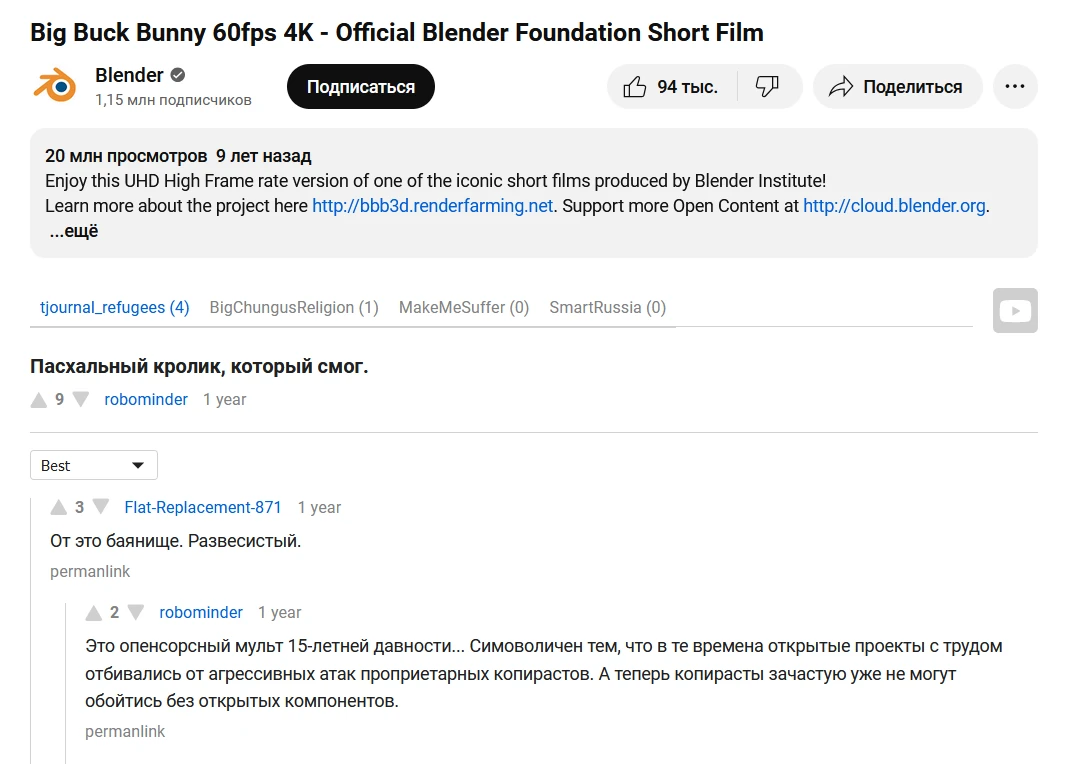 Big Buck Bunny 60fps 4K - Official Blender Foundation Short Film
Blender
1,15 млн подписчиков
Подписаться
94 тыс.
Поделиться
20 млн просмотров 9 лет назад
Enjoy this UHD High Frame rate version of one of the iconic short films produced by Blender Institute!
Learn more about the project here http://bbb3d.renderfarming.net. Support more Open Content at http://cloud.blender.org.
...ещё
tjournal_refugees (4) BigChungusReligion (1) MakeMeSuffer (0) SmartRussia (0)
Пасхальный кролик, который смог.
9 robominder 1 year
Best
3 Flat-Replacement-871 1 year
От это баянище. Развесистый.
permanlink
2 robominder 1 year
Это опенсорсный мульт 15-летней давности... Симоволичен тем, что в те времена открытые проекты с трудом
отбивались от агрессивных атак проприетарных копирастов. А теперь копирасты зачастую уже не могут
обойтись без открытых компонентов.
permanlink